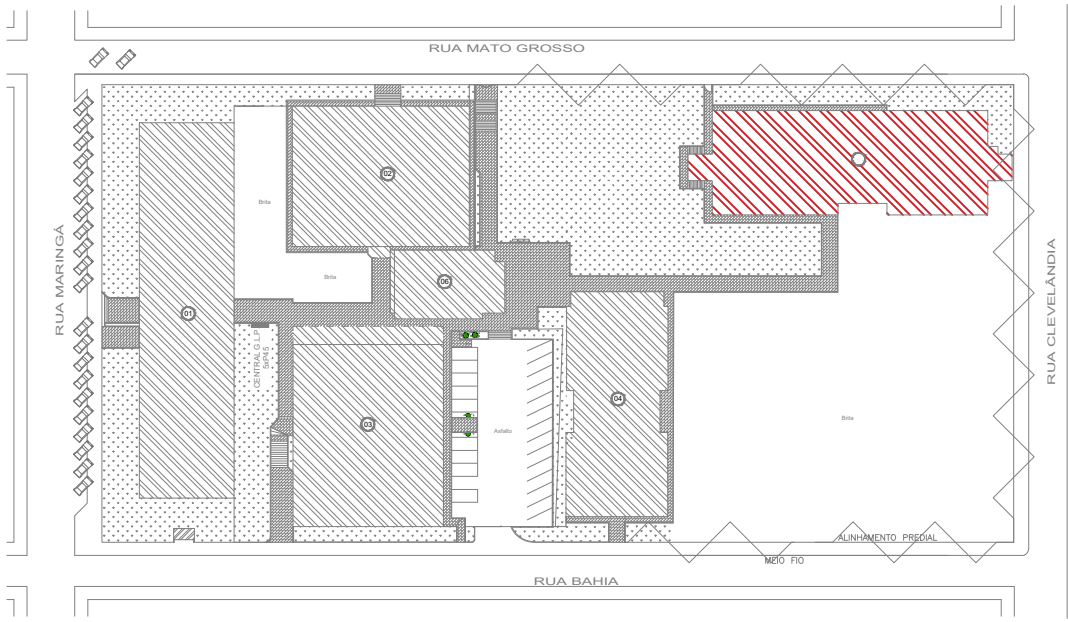 RUA MATO GROSSO
02
Brita
RUA MARINGÁ
Brita
06
01
RUA CLEVELÂNDIA
CENTRAL G.L.P
5xP45
04
03
Asfalto
Brita
ALINHAMENTO PREDIAL
MEIO FIO
RUA BAHIA